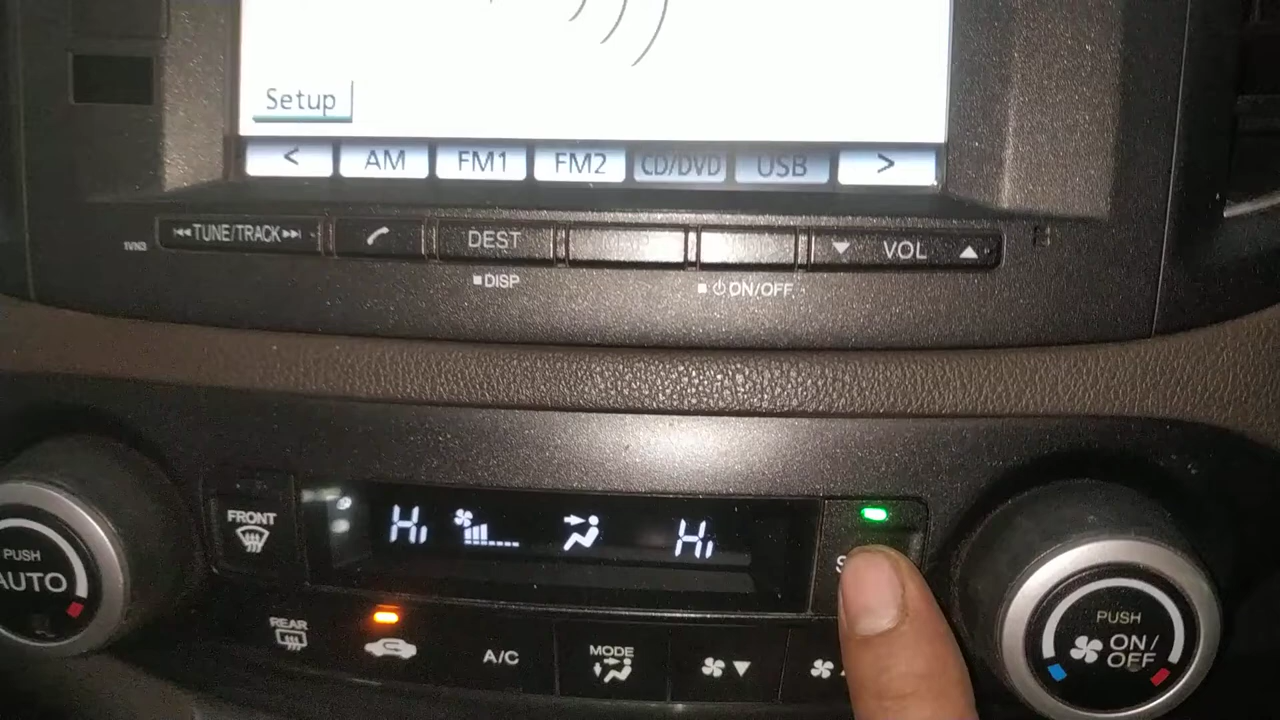 Setup
< AM FM1 FM2 CD/DVD USB >
TUNE/TRACK
DEST
VOL
1VN3
DISP
ON/OFF
FRONT
Hi
Hi
PUSH
AUTO
REAR
A/C
MODE
PUSH
ON/
OFF